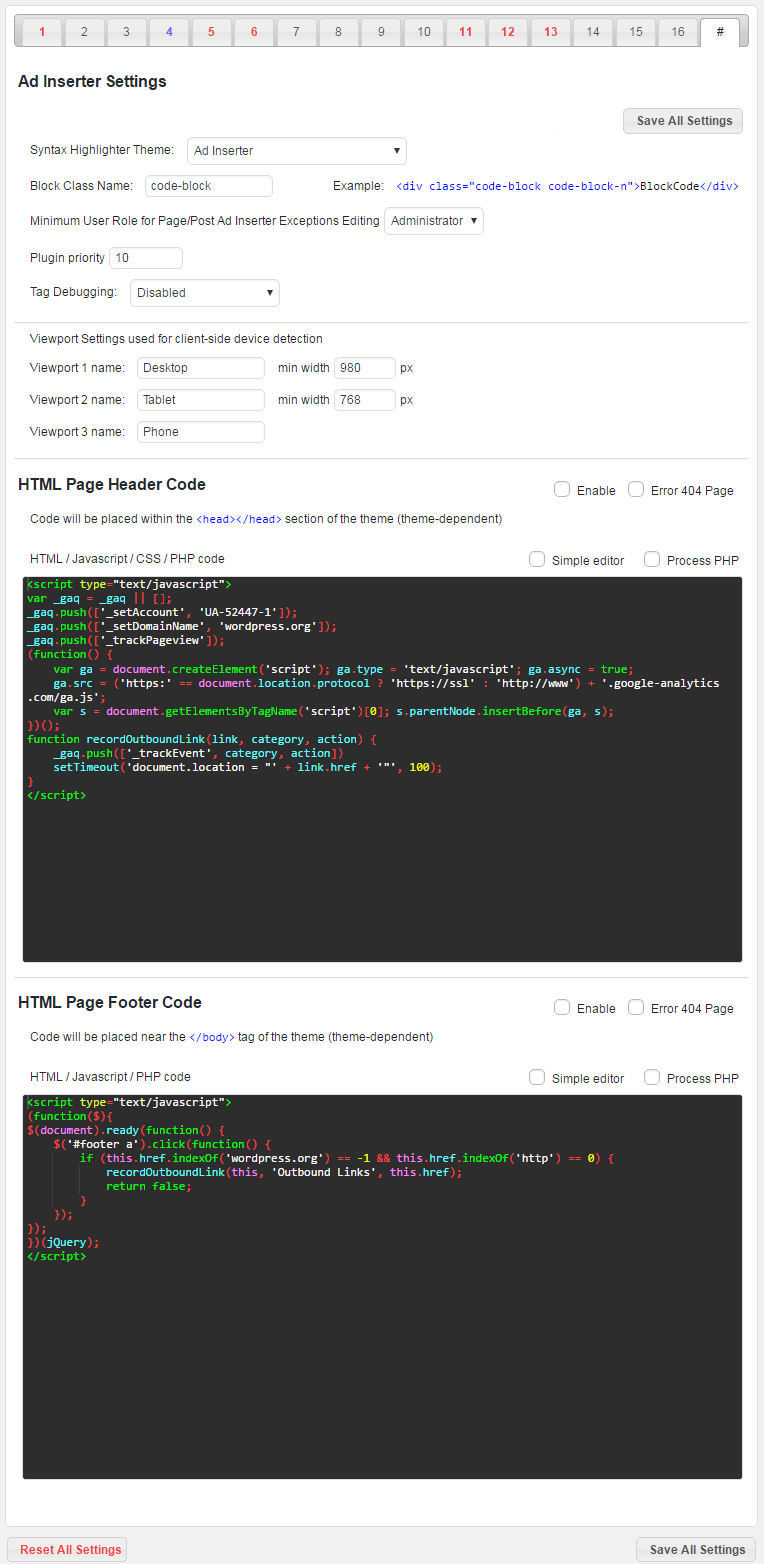 1 2 3 4 5 6 7 8 9 10 11 12 13 14 15 16 #
Ad Inserter Settings
Save All Settings
Syntax Highlighter Theme: Ad Inserter
Block Class Name: code-block Example: <div class="code-block code-block-n">BlockCode</div>
Minimum User Role for Page/Post Ad Inserter Exceptions Editing Administrator
Plugin priority 10
Tag Debugging: Disabled
Viewport Settings used for client-side device detection
Viewport 1 name: Desktop min width 980 px
Viewport 2 name: Tablet min width 768 px
Viewport 3 name: Phone
HTML Page Header Code Enable Error 404 Page
Code will be placed within the <head></head> section of the theme (theme-dependent)
HTML / Javascript / CSS / PHP code Simple editor Process PHP
<script type="text/javascript">
var _gaq = _gaq || [];
_gaq.push(['_setAccount', 'UA-52447-1']);
_gaq.push(['_setDomainName', 'wordpress.org']);
_gaq.push(['_trackPageview']);
(function() {
    var ga = document.createElement('script'); ga.type = 'text/javascript'; ga.async = true;
    ga.src = ('https:' == document.location.protocol ? 'https://ssl' : 'http://www') + '.google-analytics
.com/ga.js';
    var s = document.getElementsByTagName('script')[0]; s.parentNode.insertBefore(ga, s);
})();
function recordOutboundLink(link, category, action) {
    _gaq.push(['_trackEvent', category, action])
    setTimeout('document.location = "' + link.href + '"', 100);
}
</script>
HTML Page Footer Code Enable Error 404 Page
Code will be placed near the </body> tag of the theme (theme-dependent)
HTML / Javascript / PHP code Simple editor Process PHP
<script type="text/javascript">
(function($){
$(document).ready(function() {
    $('#footer a').click(function() {
        if (this.href.indexOf('wordpress.org') == -1 && this.href.indexOf('http') == 0) {
            recordOutboundLink(this, 'Outbound Links', this.href);
            return false;
        }
    });
});
})(jQuery);
</script>
Reset All Settings Save All Settings